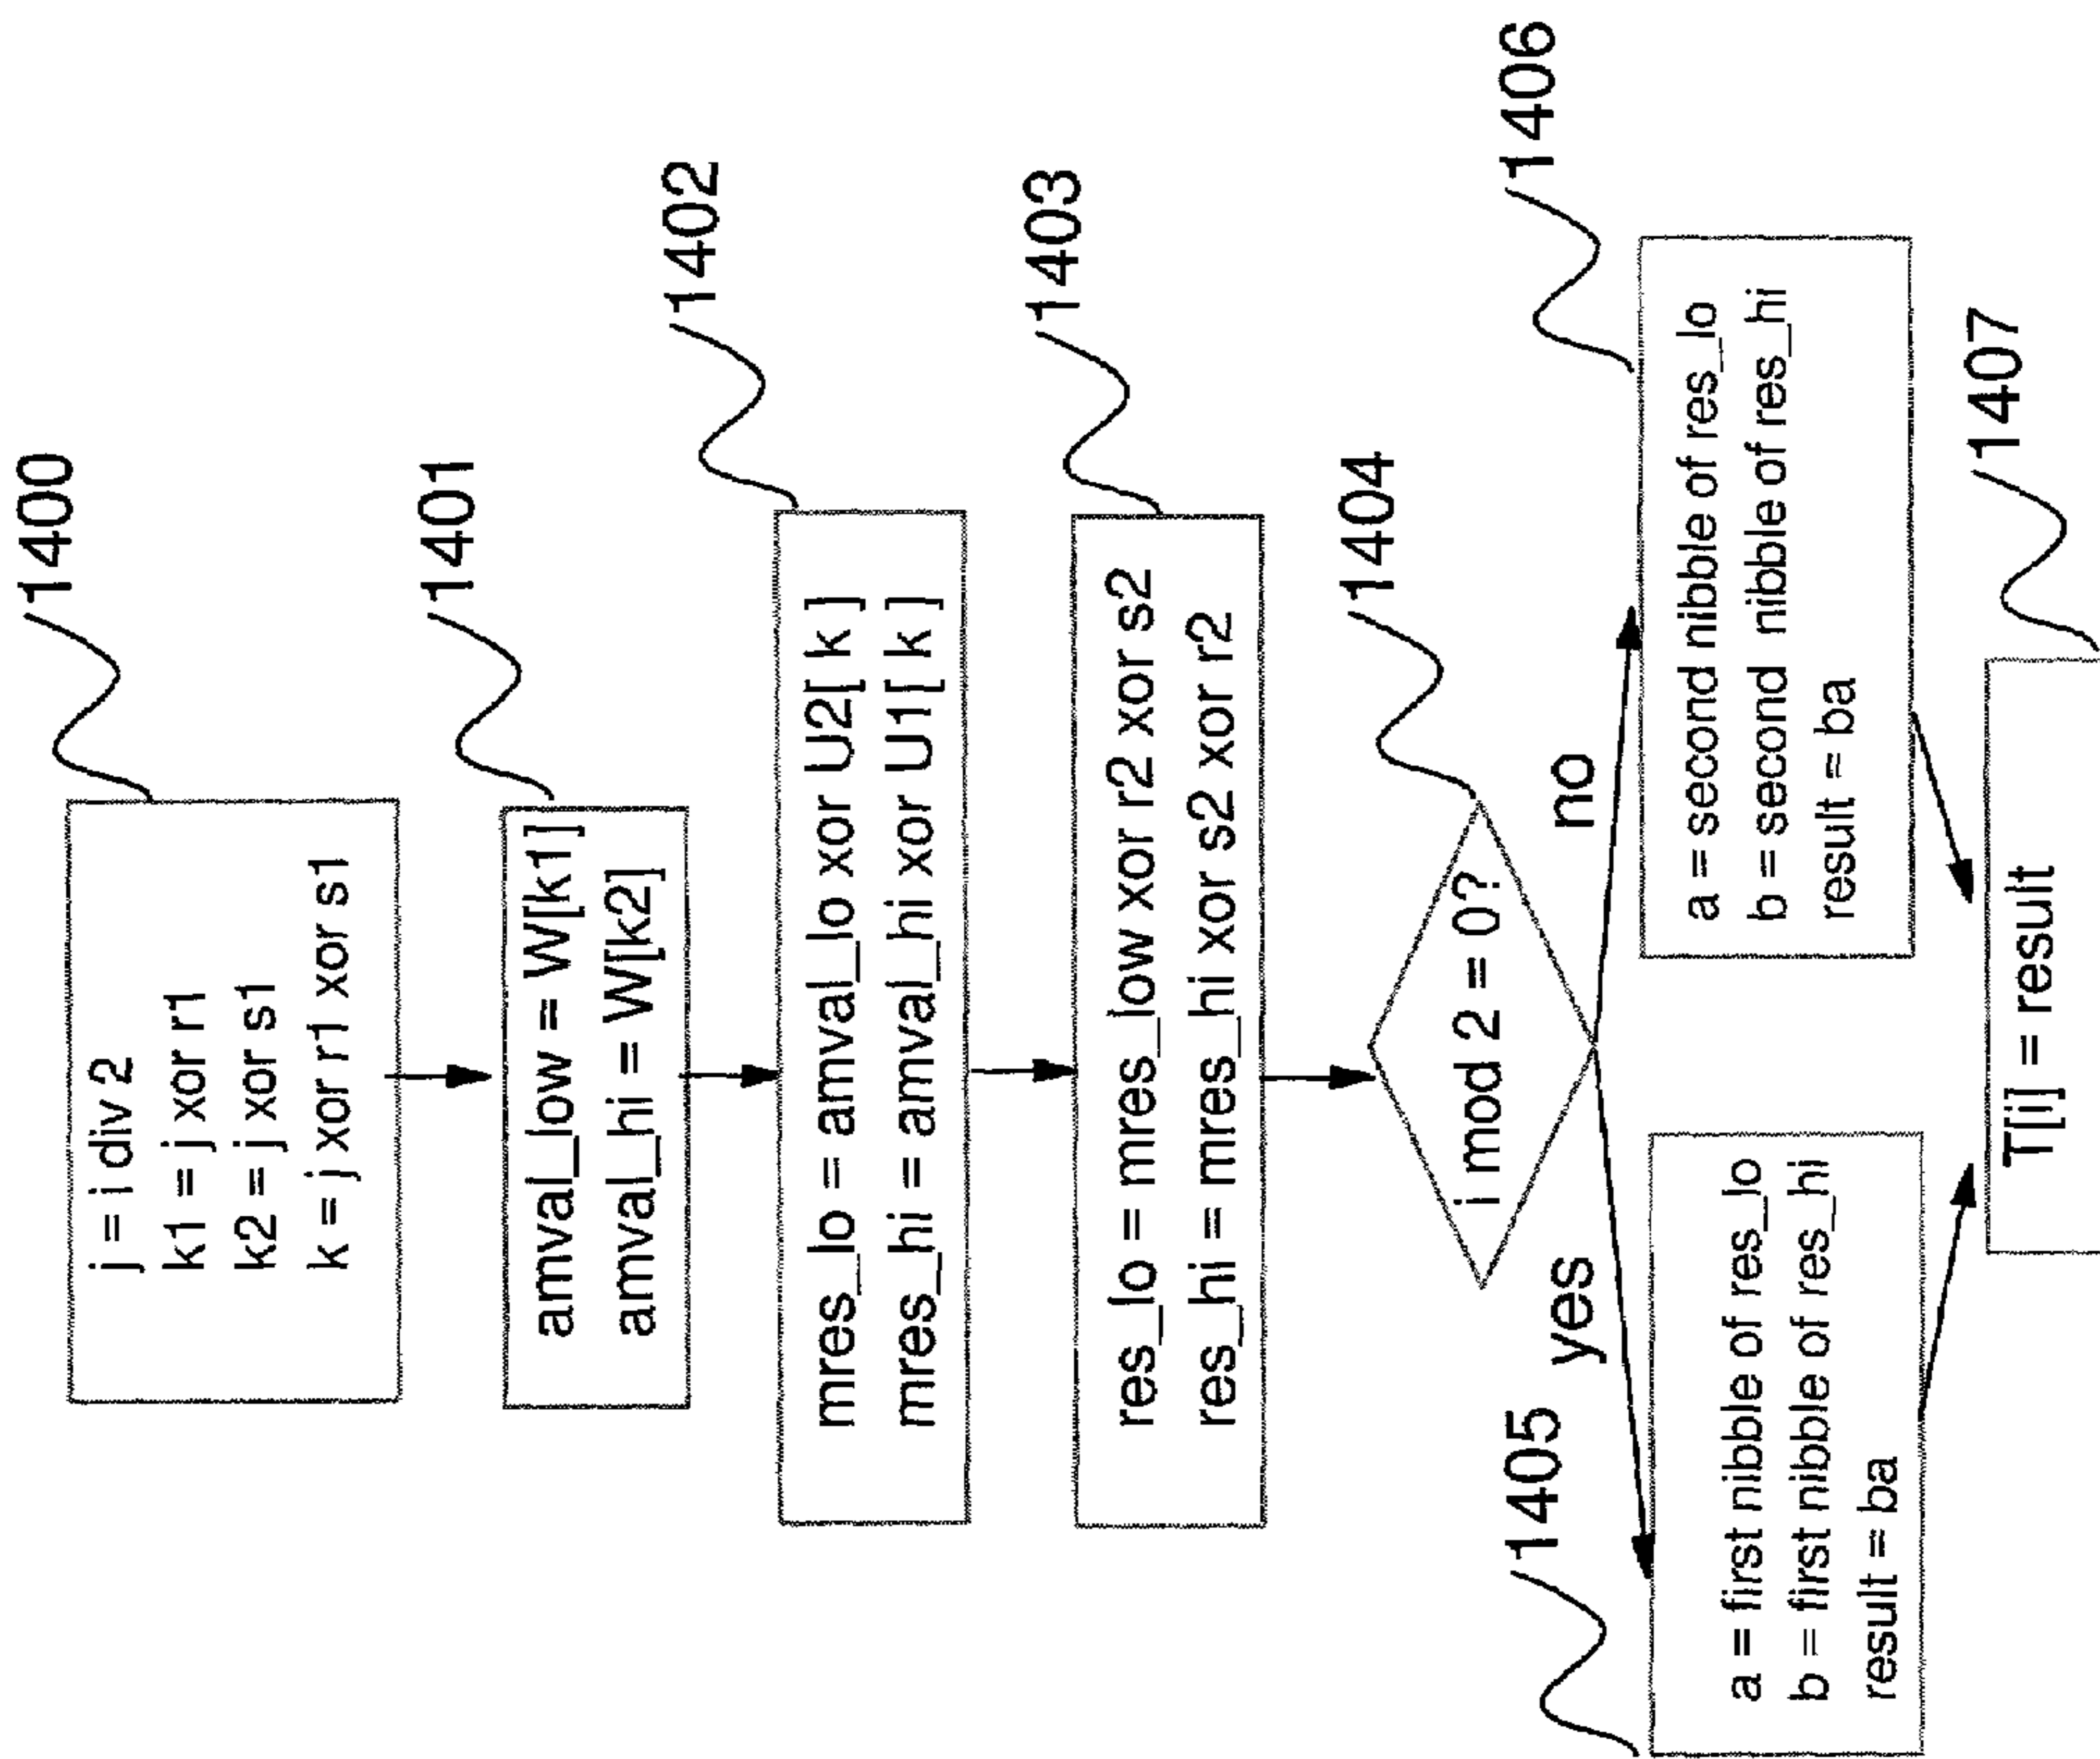 1400
j = i div 2
k1 = j xor r1
k2 = j xor s1
k = j xor r1 xor s1
1401
amval_low = W[k1]
amval_hi = W[k2]
1402
mres_lo = amval_lo xor U2[ k ]
mres_hi = amval_hi xor U1[ k ]
1403
res_lo = mres_low xor r2 xor s2
res_hi = mres_hi xor s2 xor r2
1404
i mod 2 = 0?
yes
no
1405
a = first nibble of res_lo
b = first nibble of res_hi
result = ba
1406
a = second nibble of res_lo
b = second nibble of res_hi
result = ba
1407
T[i] = result